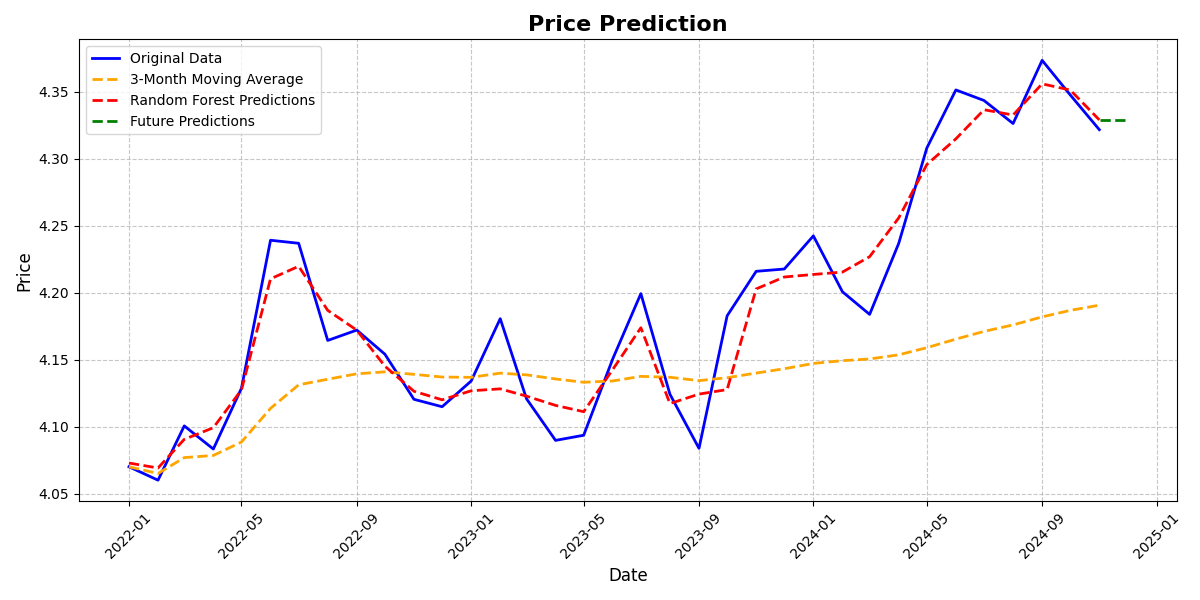 Price Prediction
Original Data
3-Month Moving Average
Random Forest Predictions
Future Predictions
Price
4.35
4.30
4.25
4.20
4.15
4.10
4.05
2022-01
2022-05
2022-09
2023-01
2023-05
2023-09
2024-01
2024-05
2024-09
2025-01
Date